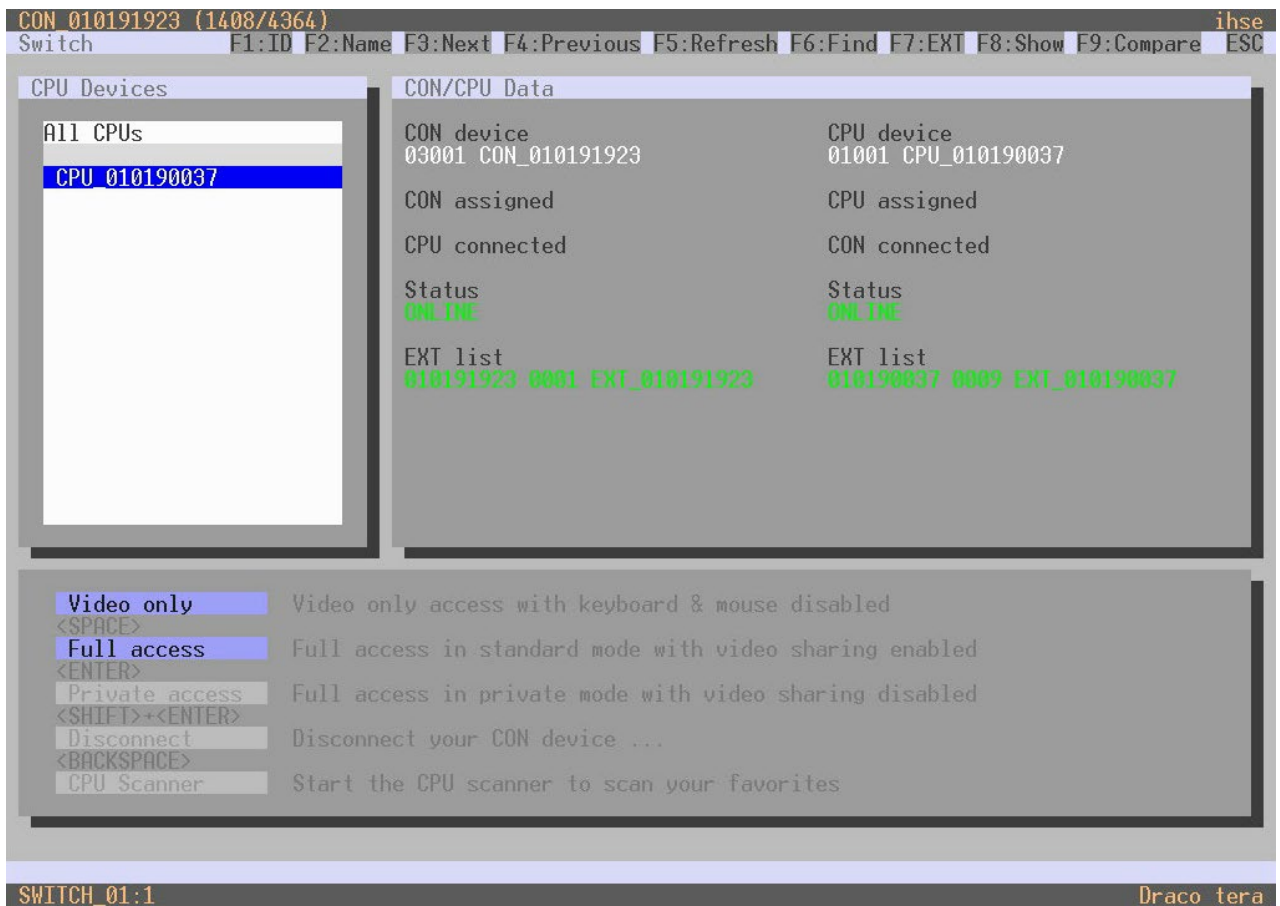 CON_010191923 (1408/4364) ihse
Switch F1:ID F2:Name F3:Next F4:Previous F5:Refresh F6:Find F7:EXT F8:Show F9:Compare ESC
CPU Devices
All CPUs
CPU_010190037
CON/CPU Data
CON device CPU device
03001 CON_010191923 01001 CPU_010190037
CON assigned CPU assigned
CPU connected CON connected
Status Status
ONLINE ONLINE
EXT list EXT list
010191923 0001 EXT_010191923 010190037 0009 EXT_010190037
Video only Video only access with keyboard & mouse disabled
<SPACE>
Full access Full access in standard mode with video sharing enabled
<ENTER>
Private access Full access in private mode with video sharing disabled
<SHIFT>+<ENTER>
Disconnect Disconnect your CON device ...
<BACKSPACE>
CPU Scanner Start the CPU scanner to scan your favorites
SWITCH_01:1 Draco tera